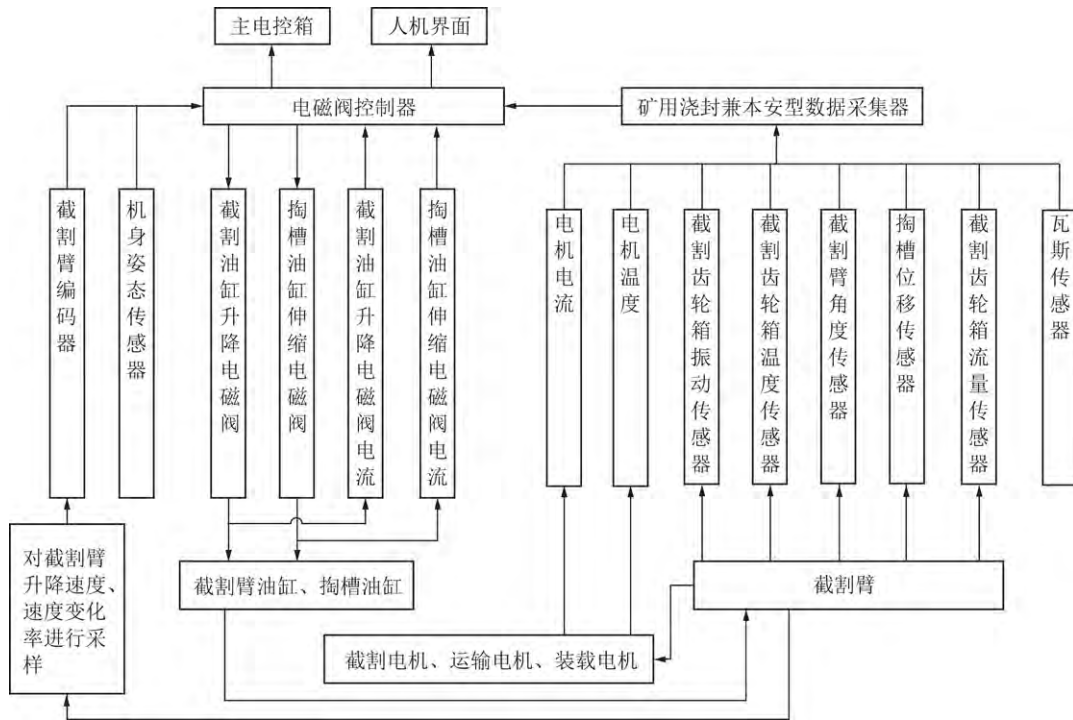 主电控箱
人机界面
电磁阀控制器
矿用浇封兼本安型数据采集器
截割臂编码器
机身姿态传感器
截割油缸升降电磁阀
掏槽油缸伸缩电磁阀
截割油缸升降电磁阀电流
掏槽油缸伸缩电磁阀电流
电机电流
电机温度
截割齿轮箱振动传感器
截割齿轮箱温度传感器
截割臂角度传感器
掏槽位移传感器
截割齿轮箱流量传感器
瓦斯传感器
对截割臂
升降速度、
速度变化
率进行采
样
截割臂油缸、掏槽油缸
截割臂
截割电机、运输电机、装载电机